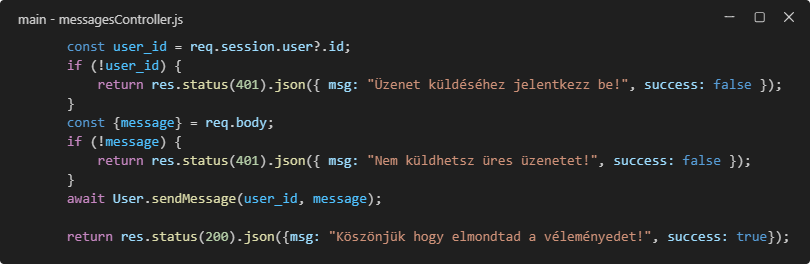 main - messagesController.js
const user_id = req.session.user?.id;
if (!user_id) {
return res.status(401).json({ msg: "Üzenet küldéséhez jelentkezz be!", success: false });
}
const {message} = req.body;
if (!message) {
return res.status(401).json({ msg: "Nem küldhetsz üres üzenetet!", success: false });
}
await User.sendMessage(user_id, message);
return res.status(200).json({msg: "Köszönjük hogy elmondtad a véleményedet!", success: true});